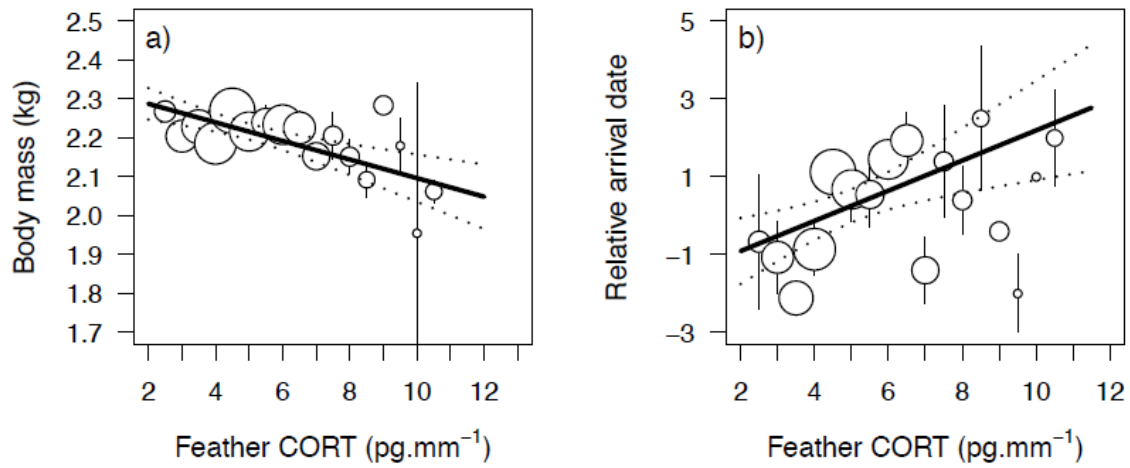 a)
Body mass (kg)
2.5
2.4
2.3
2.2
2.1
2.0
1.9
1.8
1.7
2 4 6 8 10 12
Feather CORT (pg.mm⁻¹)
b)
Relative arrival date
5
3
1
−1
−3
2 4 6 8 10 12
Feather CORT (pg.mm⁻¹)